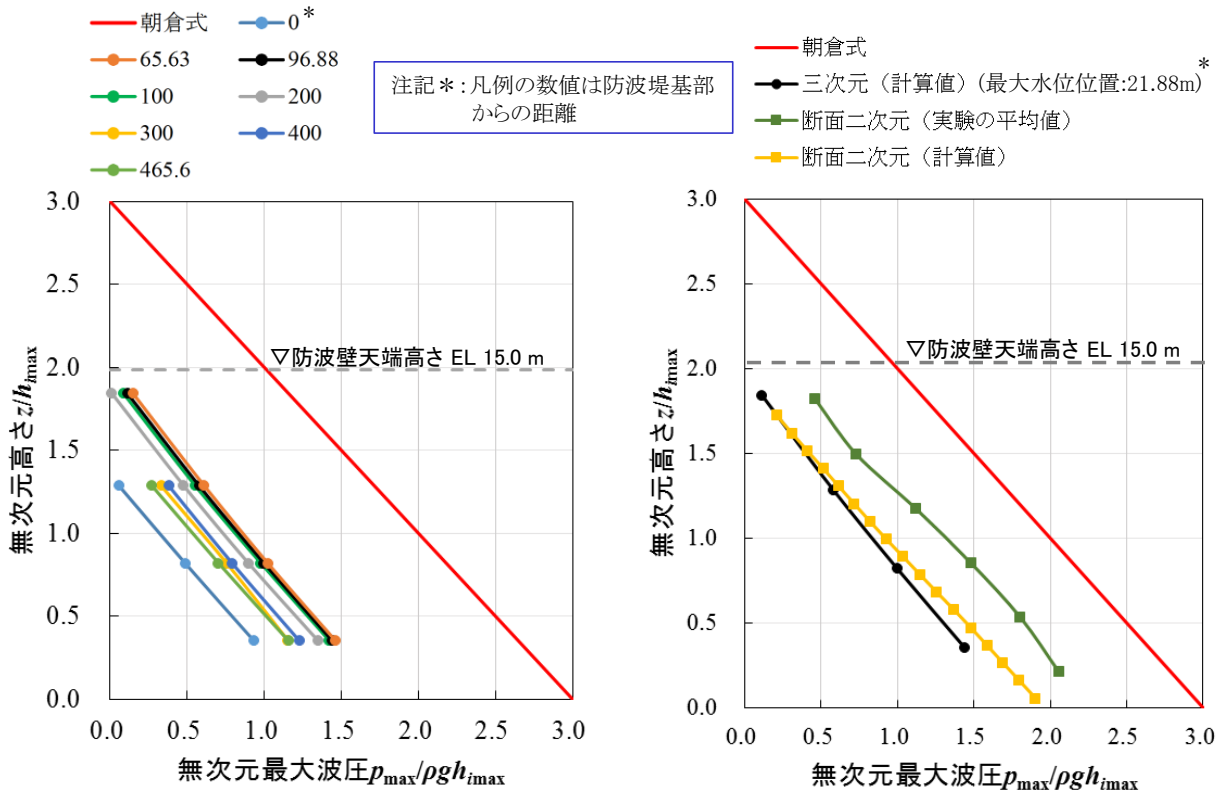 朝倉式
0*
65.63
96.88
100
200
300
400
465.6
注記*:凡例の数値は防波堤基部
からの距離
朝倉式
三次元(計算値)(最大水位位置:21.88m)*
断面二次元(実験の平均値)
断面二次元(計算値)
3.0
2.5
2.0
1.5
1.0
0.5
0.0
無次元高さz/himax
▽防波壁天端高さ EL 15.0 m
0.0 0.5 1.0 1.5 2.0 2.5 3.0
無次元最大波圧pmax/ρghimax
3.0
2.5
2.0
1.5
1.0
0.5
0.0
無次元高さz/himax
▽防波壁天端高さ EL 15.0 m
0.0 0.5 1.0 1.5 2.0 2.5 3.0
無次元最大波圧pmax/ρghimax